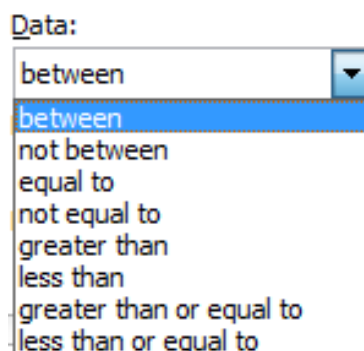 Data:
between
between
not between
equal to
not equal to
greater than
less than
greater than or equal to
less than or equal to